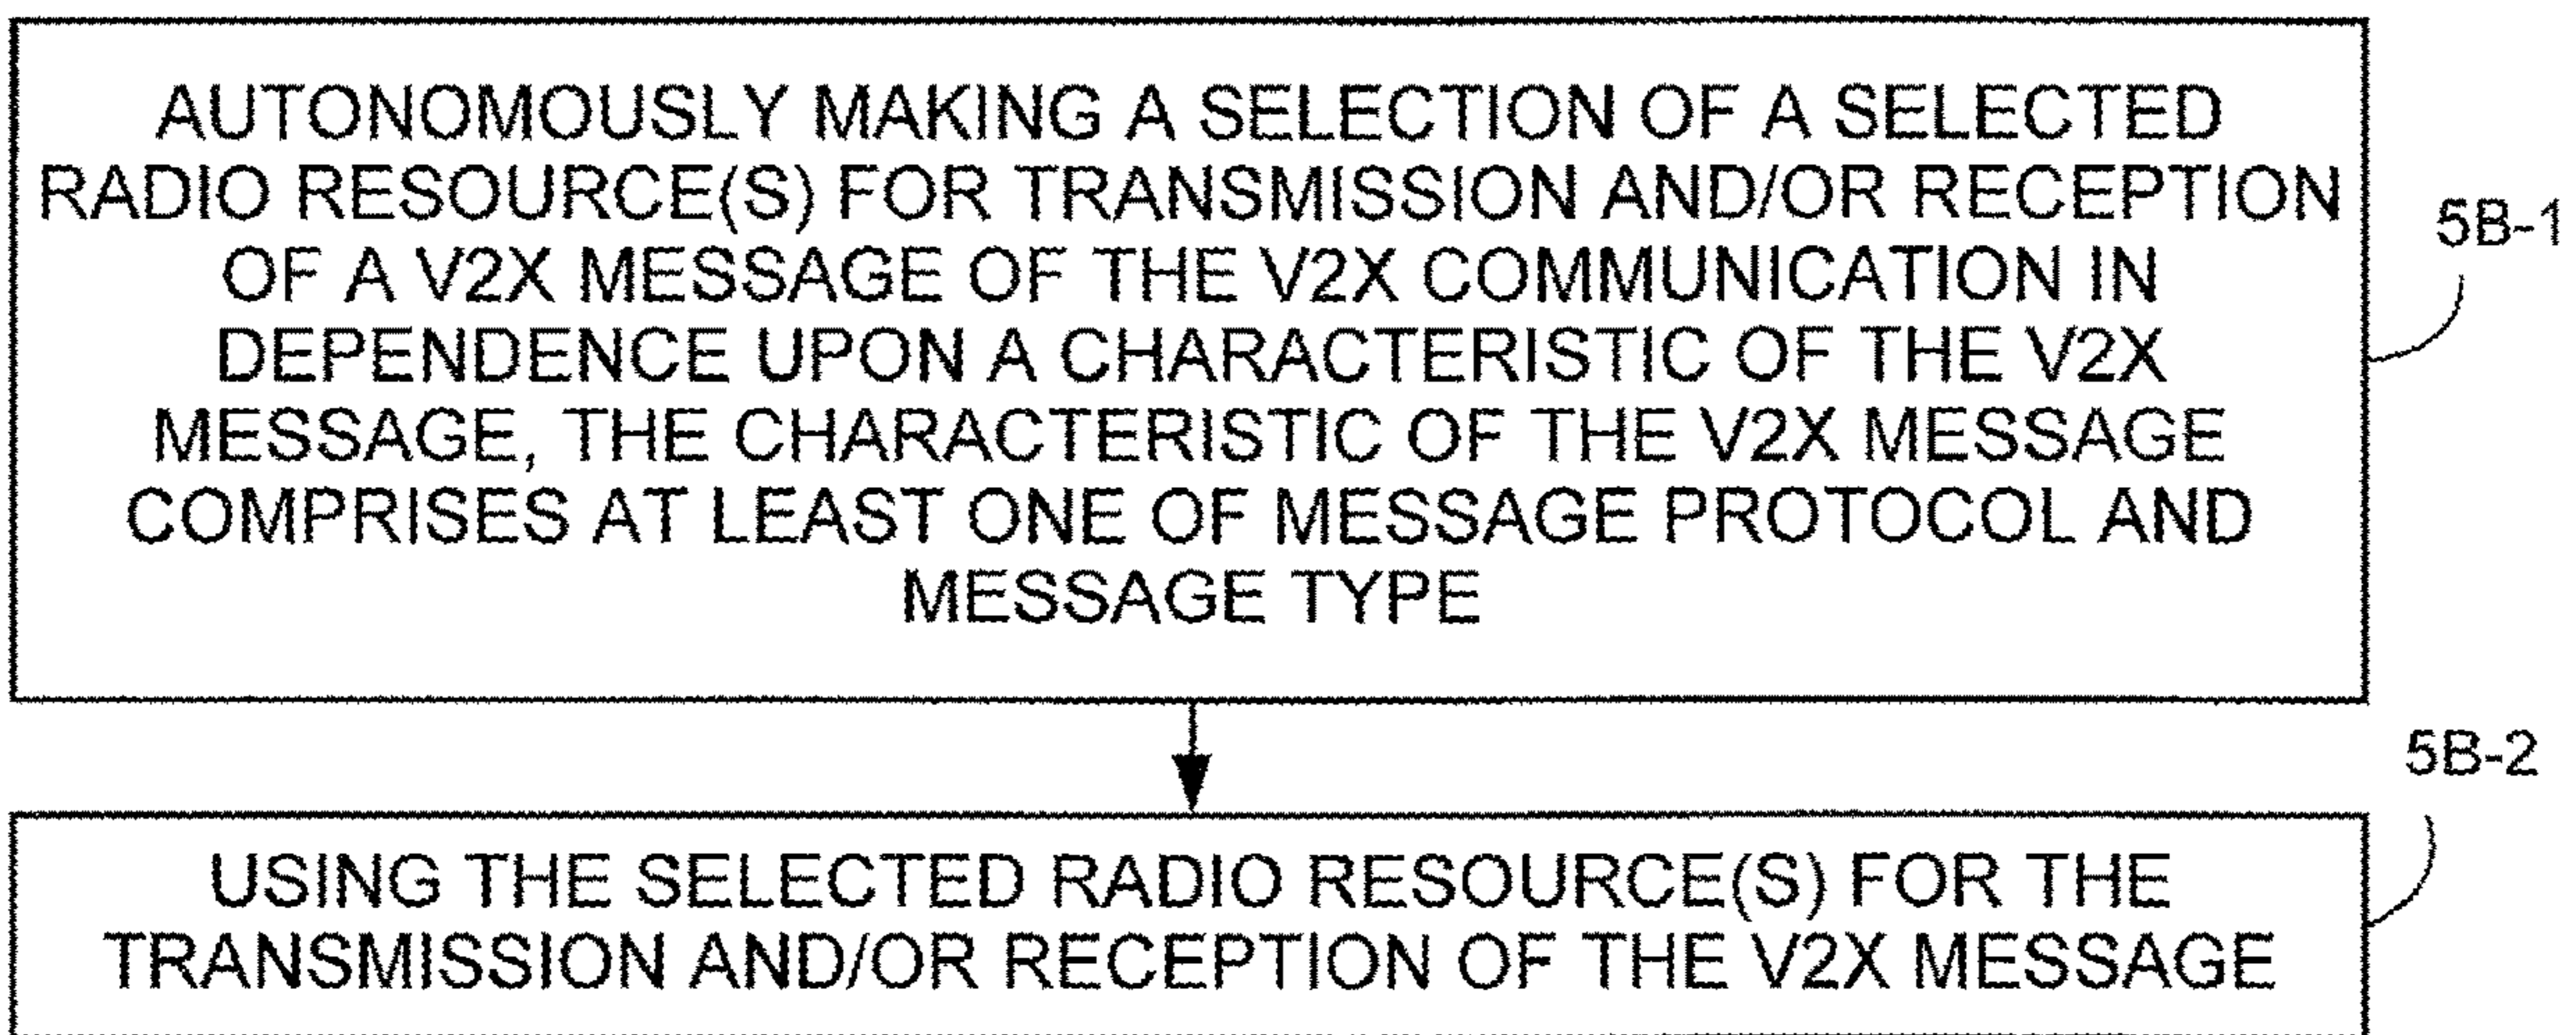 AUTONOMOUSLY MAKING A SELECTION OF A SELECTED
RADIO RESOURCE(S) FOR TRANSMISSION AND/OR RECEPTION
OF A V2X MESSAGE OF THE V2X COMMUNICATION IN
DEPENDENCE UPON A CHARACTERISTIC OF THE V2X
MESSAGE, THE CHARACTERISTIC OF THE V2X MESSAGE
COMPRISES AT LEAST ONE OF MESSAGE PROTOCOL AND
MESSAGE TYPE
5B-1
5B-2
USING THE SELECTED RADIO RESOURCE(S) FOR THE
TRANSMISSION AND/OR RECEPTION OF THE V2X MESSAGE